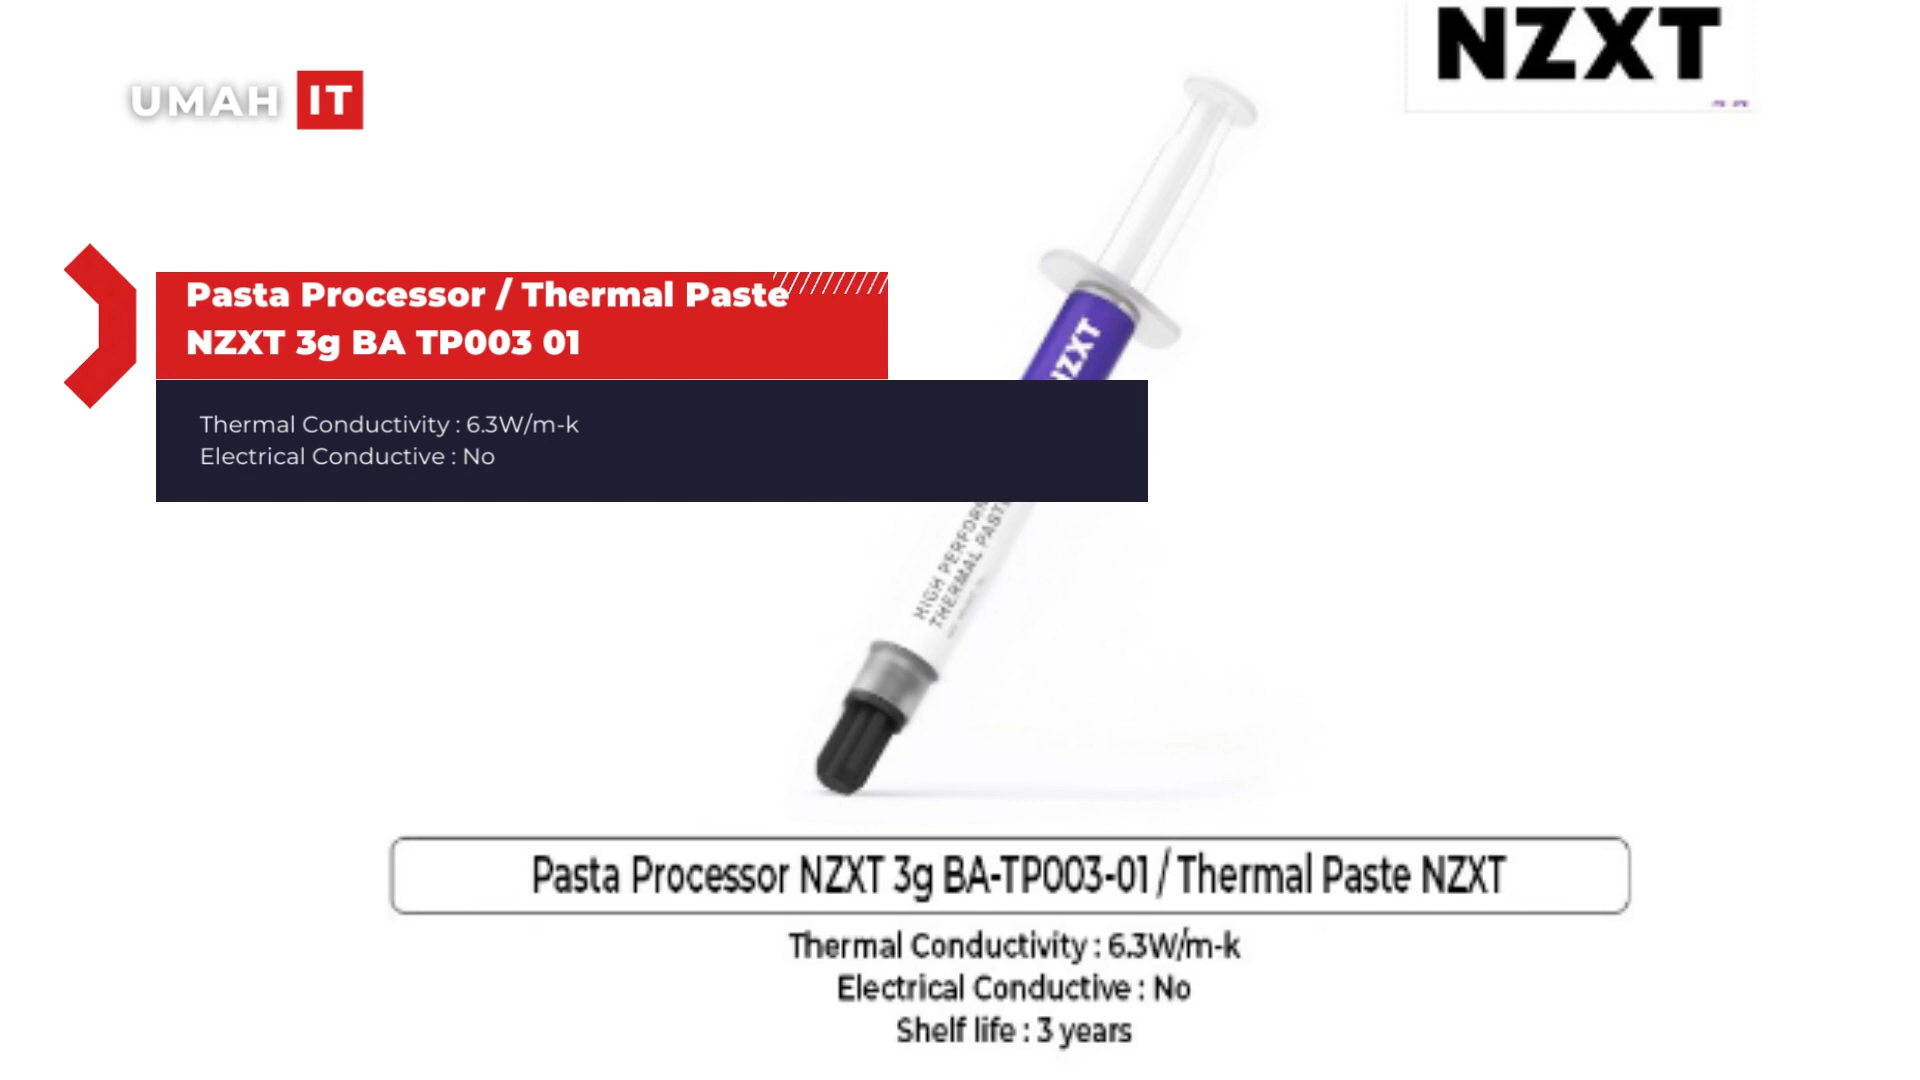 NZXT
UMAH IT
Pasta Processor / Thermal Paste
NZXT 3g BA TP003 01
Thermal Conductivity : 6.3W/m-k
Electrical Conductive : No
NZXT
HIGH
THERMAL
Pasta Processor NZXT 3g BA-TP003-01 / Thermal Paste NZXT
Thermal Conductivity : 6.3W/m-k
Electrical Conductive : No
Shelf life : 3 years